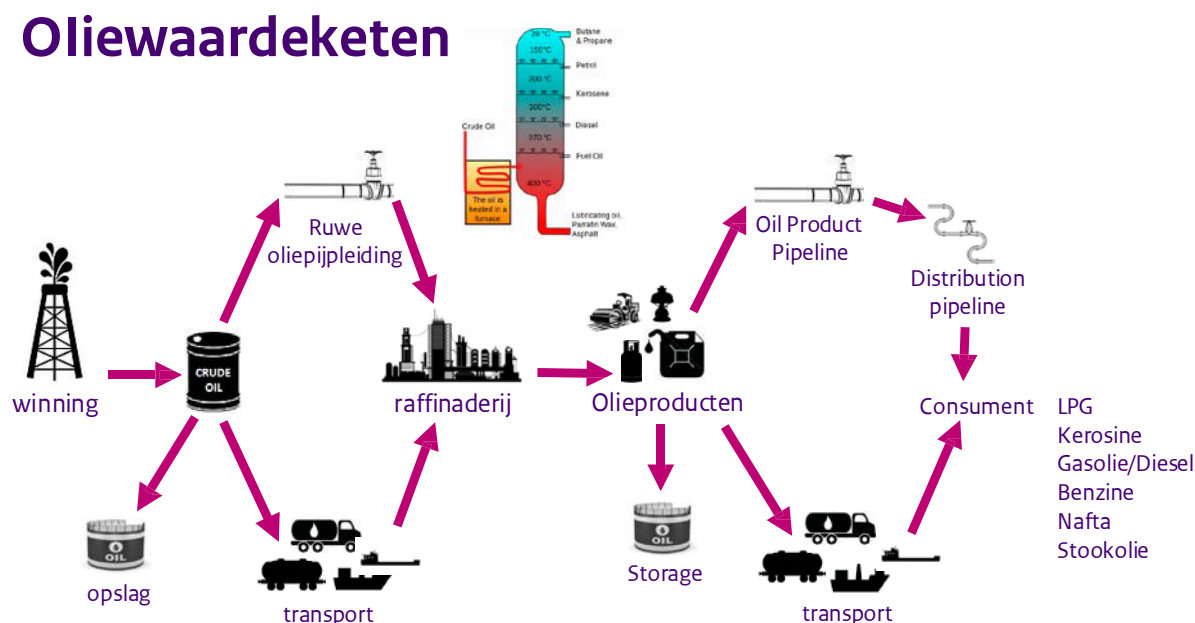 Oliewaardeketen
Butane
& Propane
20 °C
150°C
Petrol
200 °C
Kerosene
300°C
Diesel
370 °C
Fuel Oil
400 °C
Crude Oil
The oil is
heated in a
furnace
Lubricating oil,
Parrafin Wax,
Asphalt
Ruwe
oliepijpleiding
Oil Product
Pipeline
Distribution
pipeline
CRUDE
OIL
winning
raffinaderij
Olieproducten
Consument
LPG
Kerosine
Gasolie/Diesel
Benzine
Nafta
Stookolie
OIL
opslag
transport
OIL
Storage
transport